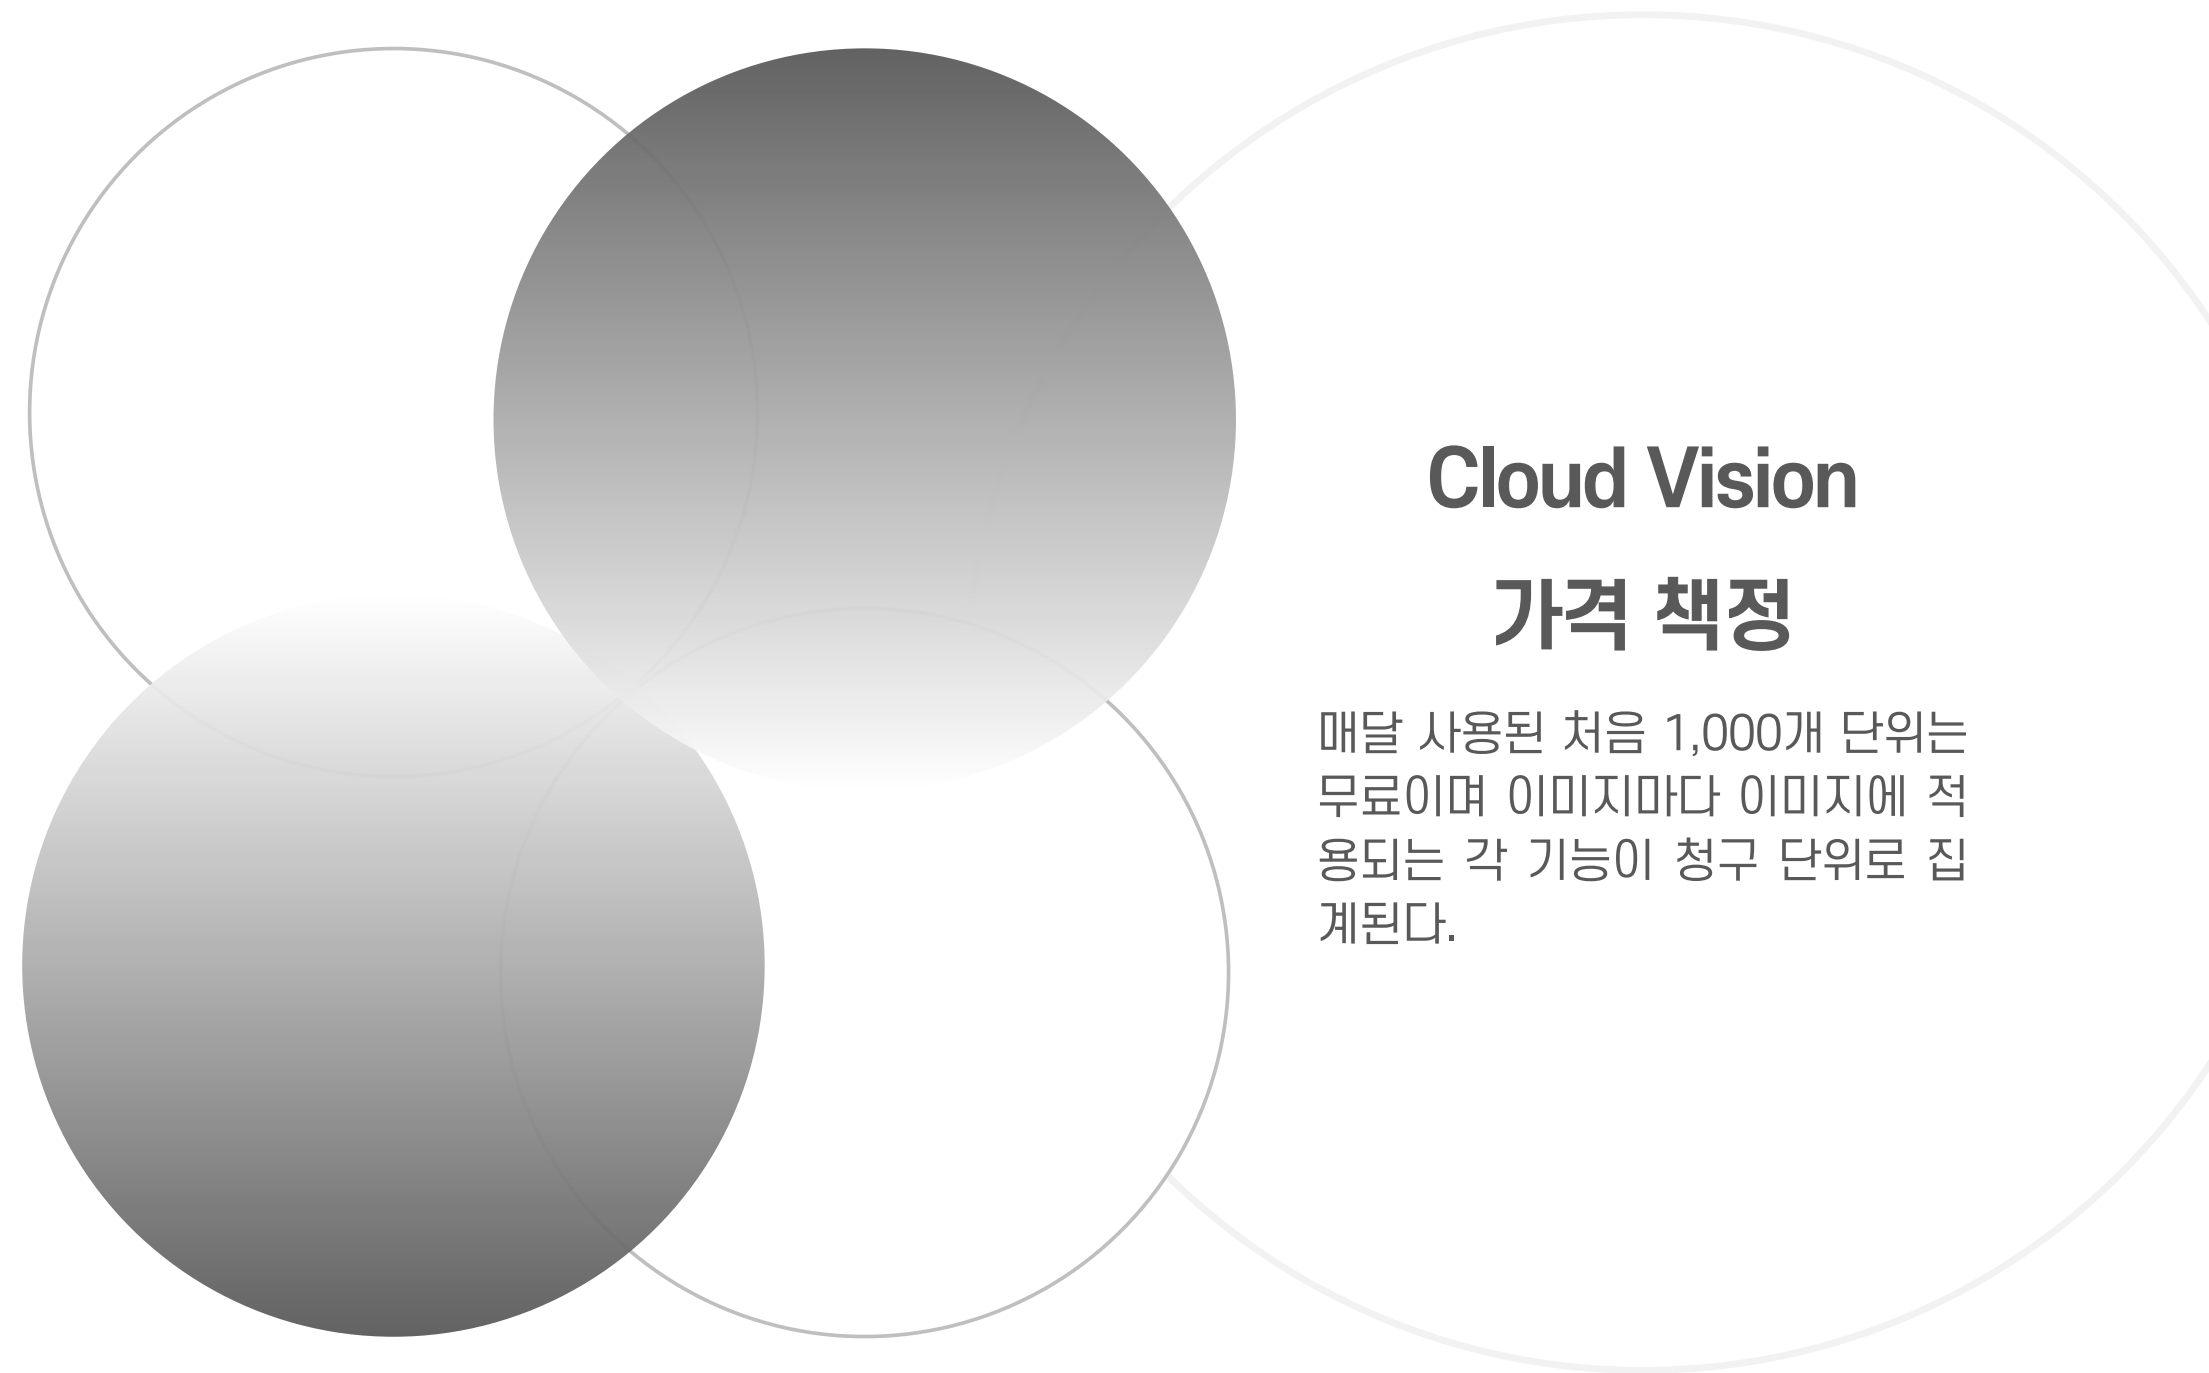 Cloud Vision
가격 책정
매달 사용된 처음 1,000개 단위는
무료이며 이미지마다 이미지에 적
용되는 각 기능이 청구 단위로 집
계된다.